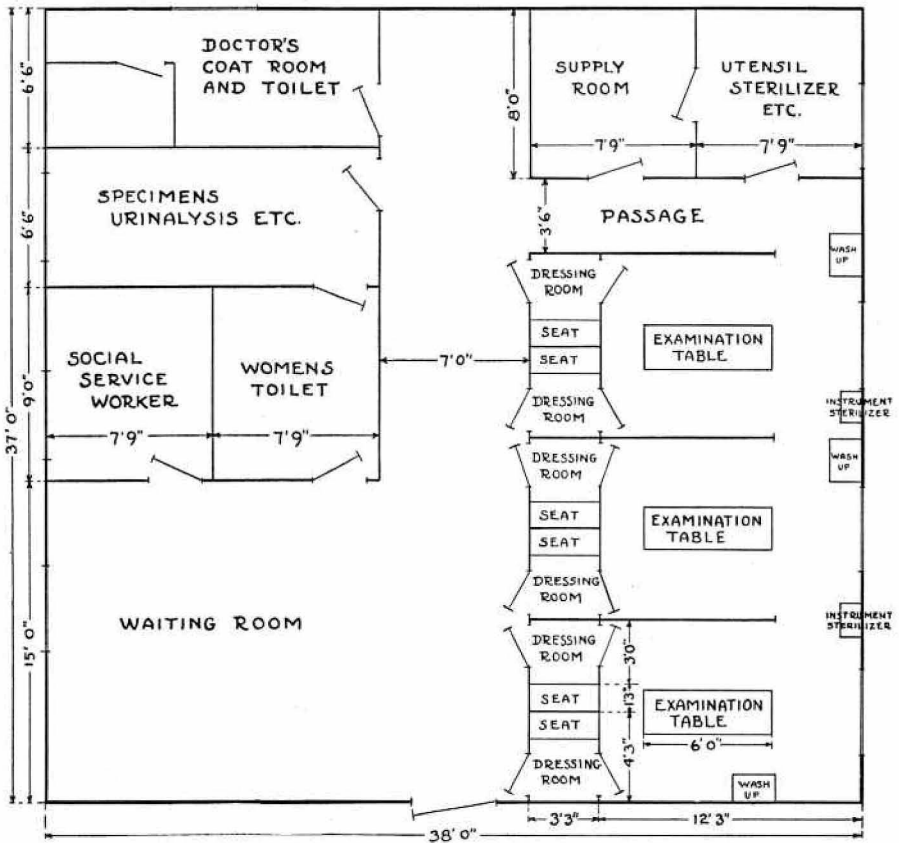 DOCTOR'S
COAT ROOM
AND TOILET
SUPPLY
ROOM
UTENSIL
STERILIZER
ETC.
6'6"
8'0"
7'9"
7'9"
SPECIMENS
URINALYSIS ETC.
6'6"
3'6"
PASSAGE
WASH
UP
DRESSING
ROOM
SEAT
SEAT
EXAMINATION
TABLE
7'0"
SOCIAL
SERVICE
WORKER
WOMENS
TOILET
9'0"
37'0"
7'9"
7'9"
DRESSING
ROOM
INSTRUMENT
STERILIZER
DRESSING
ROOM
WASH
UP
SEAT
SEAT
EXAMINATION
TABLE
DRESSING
ROOM
INSTRUMENT
STERILIZER
WAITING ROOM
15'0"
DRESSING
ROOM
3'0"
SEAT
13"
SEAT
EXAMINATION
TABLE
6'0"
4'3"
DRESSING
ROOM
WASH
UP
3'3"
12'3"
38'0"